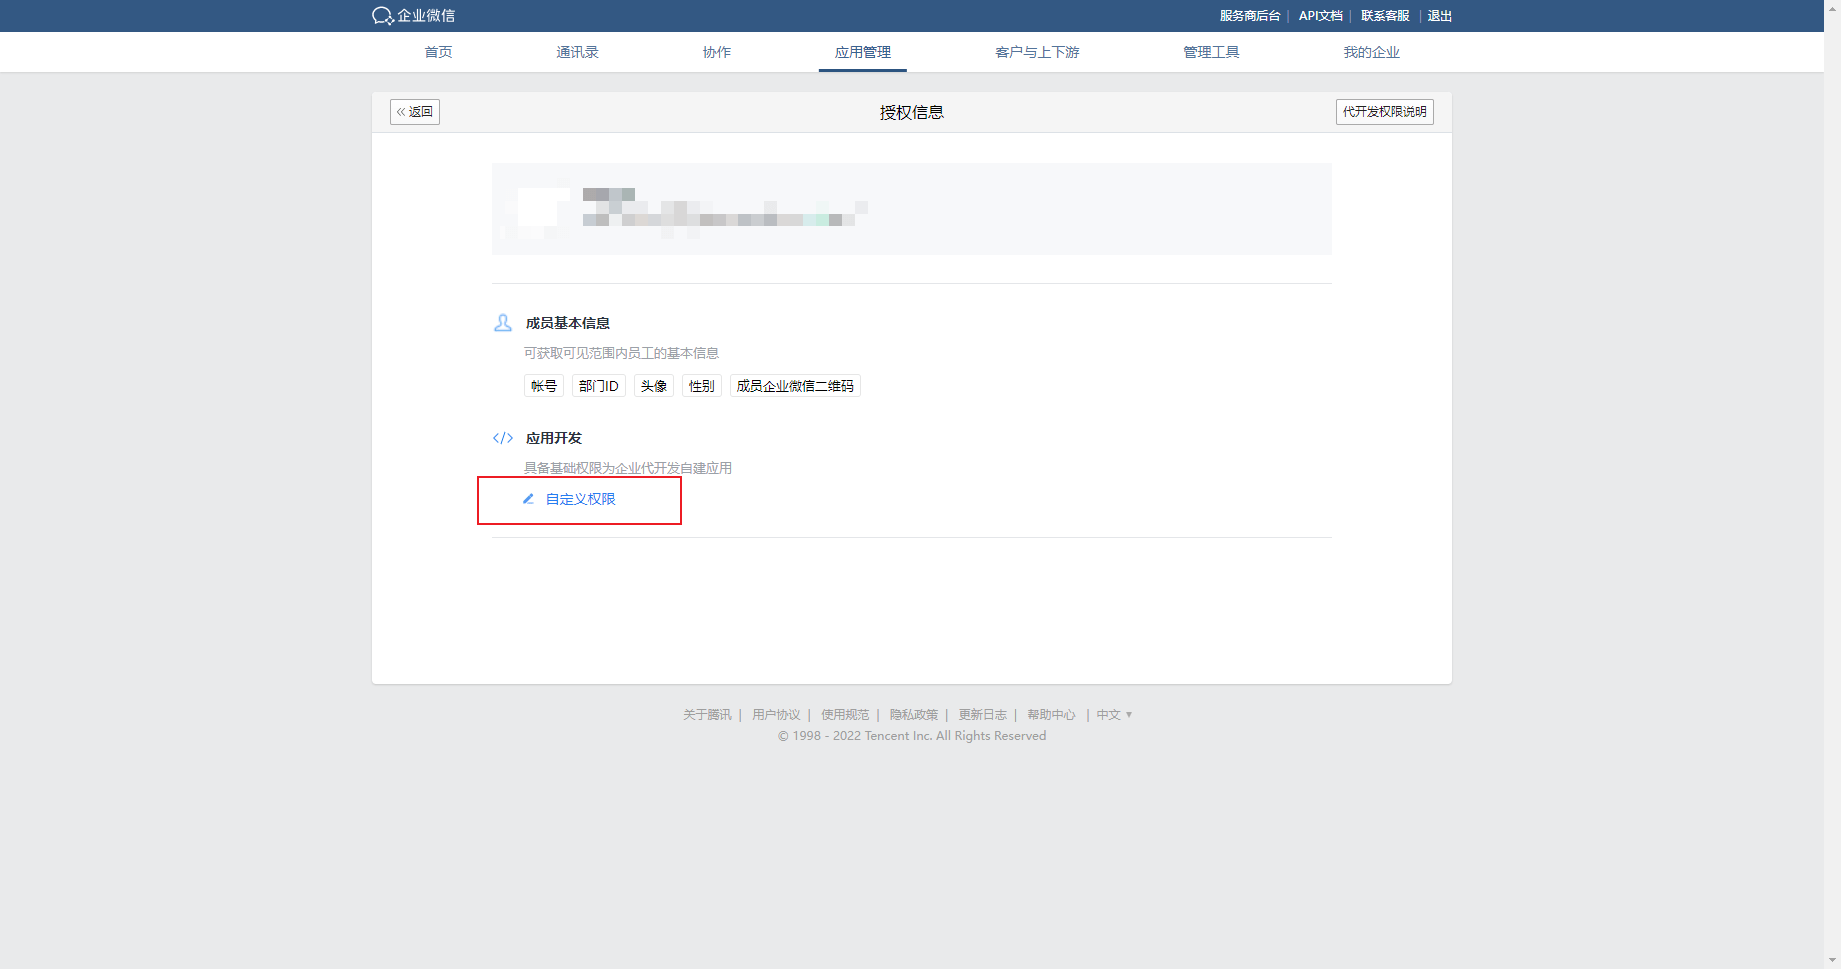 企业微信
服务商后台 | API文档 | 联系客服 | 退出
首页 通讯录 协作 应用管理 客户与上下游 管理工具 我的企业
« 返回 授权信息 代开发权限说明
成员基本信息
可获取可见范围内员工的基本信息
帐号 部门ID 头像 性别 成员企业微信二维码
</> 应用开发
具备基础权限为企业代开发自建应用
自定义权限
关于腾讯 | 用户协议 | 使用规范 | 隐私政策 | 更新日志 | 帮助中心 | 中文 ▼
© 1998 - 2022 Tencent Inc. All Rights Reserved